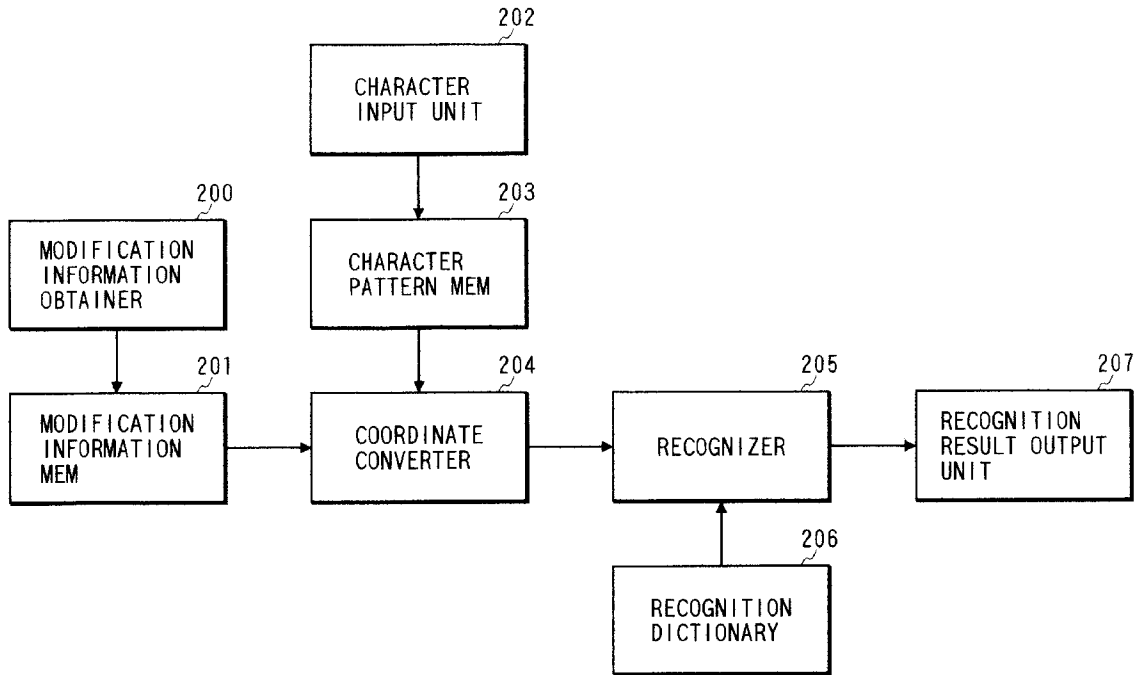 202
CHARACTER
INPUT UNIT
200
MODIFICATION
INFORMATION
OBTAINER
203
CHARACTER
PATTERN MEM
201
MODIFICATION
INFORMATION
MEM
204
COORDINATE
CONVERTER
205
RECOGNIZER
207
RECOGNITION
RESULT OUTPUT
UNIT
206
RECOGNITION
DICTIONARY